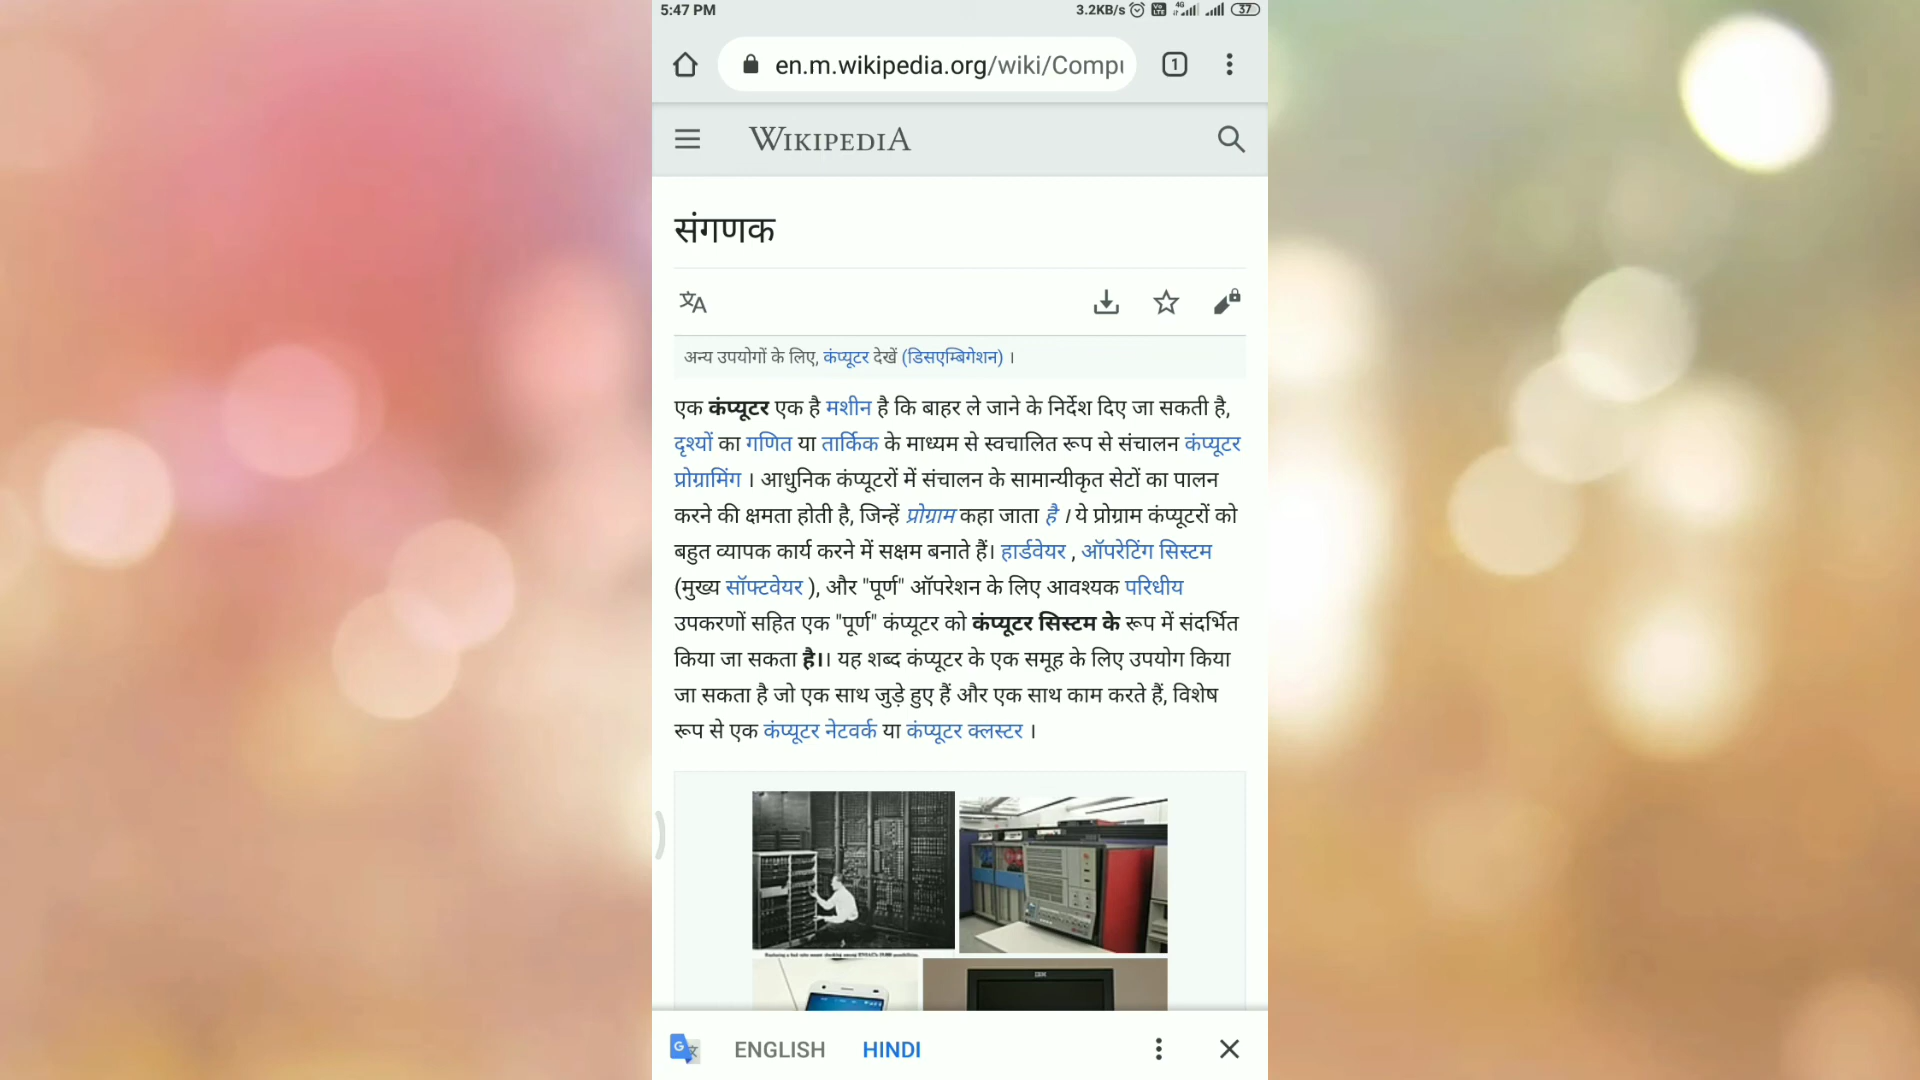 5:47 PM
3.2KB/s
4G
37
en.m.wikipedia.org/wiki/Compu
1
WIKIPEDIA
संगणक
अन्य उपयोगों के लिए, कंप्यूटर देखें (डिसएम्बिगेशन) ।
एक कंप्यूटर एक है मशीन है कि बाहर ले जाने के निर्देश दिए जा सकती है,
दृश्यों का गणित या तार्किक के माध्यम से स्वचालित रूप से संचालन कंप्यूटर
प्रोग्रामिंग । आधुनिक कंप्यूटरों में संचालन के सामान्यीकृत सेटों का पालन
करने की क्षमता होती है, जिन्हें प्रोग्राम कहा जाता है । ये प्रोग्राम कंप्यूटरों को
बहुत व्यापक कार्य करने में सक्षम बनाते हैं। हार्डवेयर , ऑपरेटिंग सिस्टम
(मुख्य सॉफ्टवेयर ), और "पूर्ण" ऑपरेशन के लिए आवश्यक परिधीय
उपकरणों सहित एक "पूर्ण" कंप्यूटर को कंप्यूटर सिस्टम के रूप में संदर्भित
किया जा सकता है।। यह शब्द कंप्यूटर के एक समूह के लिए उपयोग किया
जा सकता है जो एक साथ जुड़े हुए हैं और एक साथ काम करते हैं, विशेष
रूप से एक कंप्यूटर नेटवर्क या कंप्यूटर क्लस्टर ।
IBM
ENGLISH HINDI